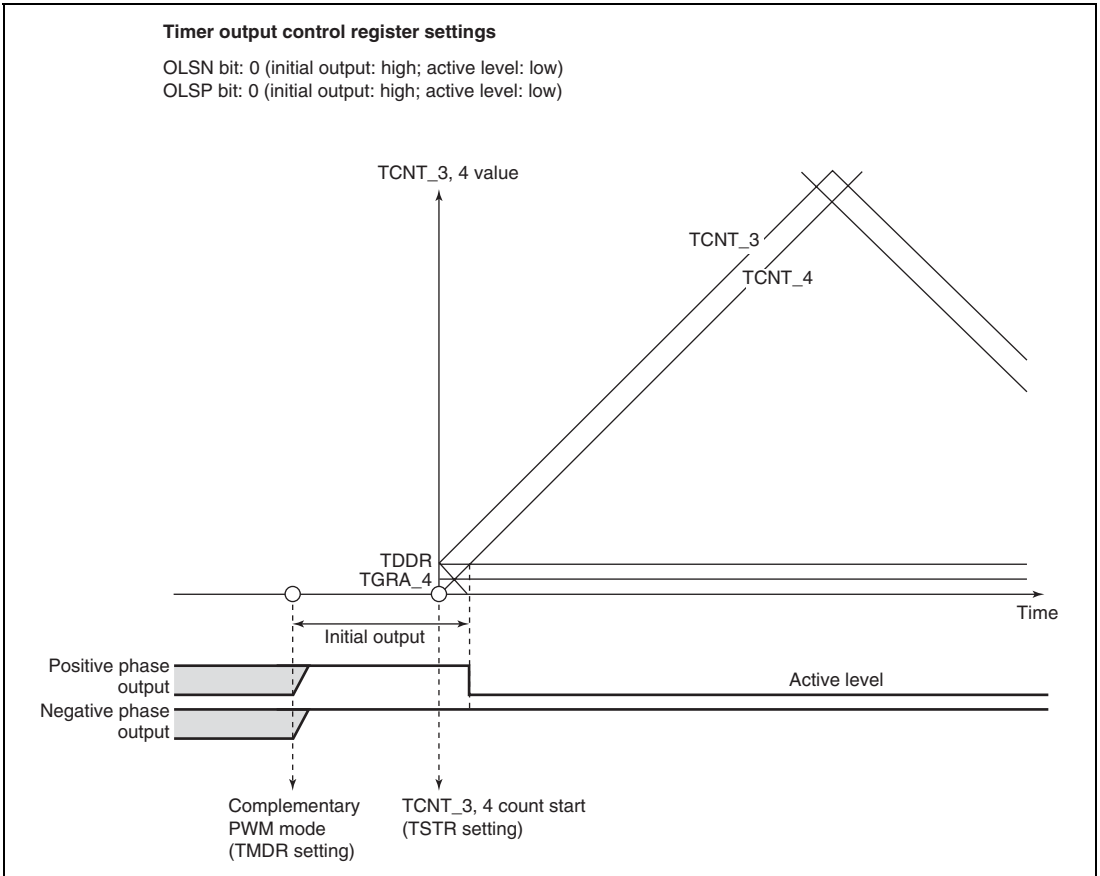 Timer output control register settings
OLSN bit: 0 (initial output: high; active level: low)
OLSP bit: 0 (initial output: high; active level: low)
TCNT_3, 4 value
TCNT_3
TCNT_4
TDDR
TGRA_4
Time
Initial output
Positive phase
output
Active level
Negative phase
output
Complementary
PWM mode
(TMDR setting)
TCNT_3, 4 count start
(TSTR setting)